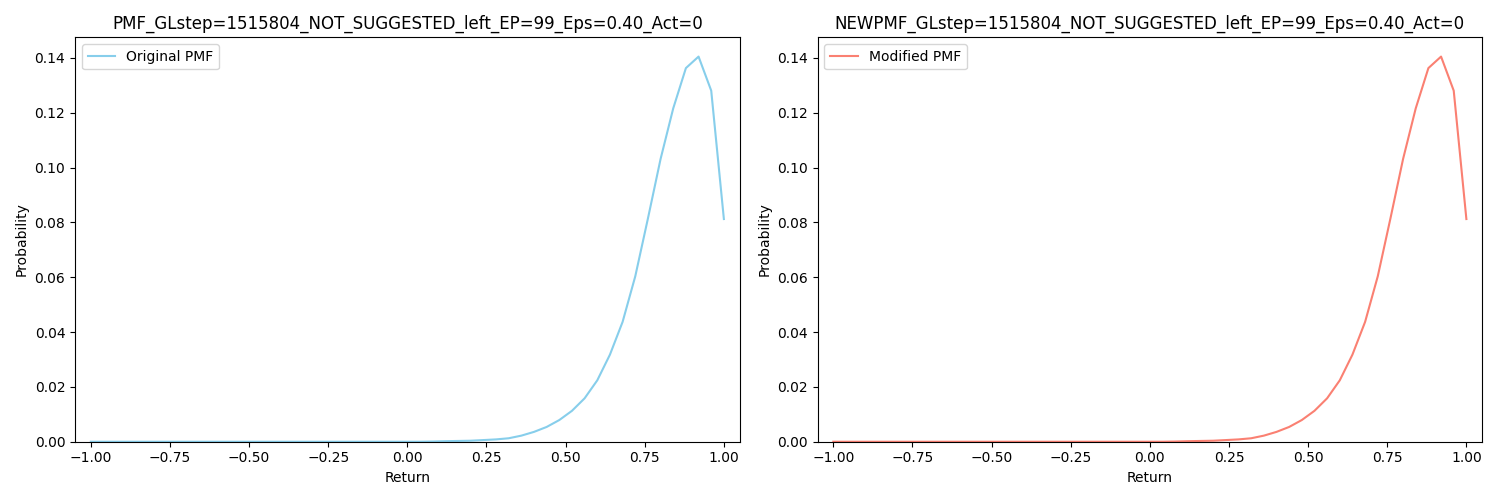 PMF_GLstep=1515804_NOT_SUGGESTED_left_EP=99_Eps=0.40_Act=0
Original PMF
Probability
0.14
0.12
0.10
0.08
0.06
0.04
0.02
0.00
−1.00 −0.75 −0.50 −0.25 0.00 0.25 0.50 0.75 1.00
Return
NEWPMF_GLstep=1515804_NOT_SUGGESTED_left_EP=99_Eps=0.40_Act=0
Modified PMF
Probability
0.14
0.12
0.10
0.08
0.06
0.04
0.02
0.00
−1.00 −0.75 −0.50 −0.25 0.00 0.25 0.50 0.75 1.00
Return